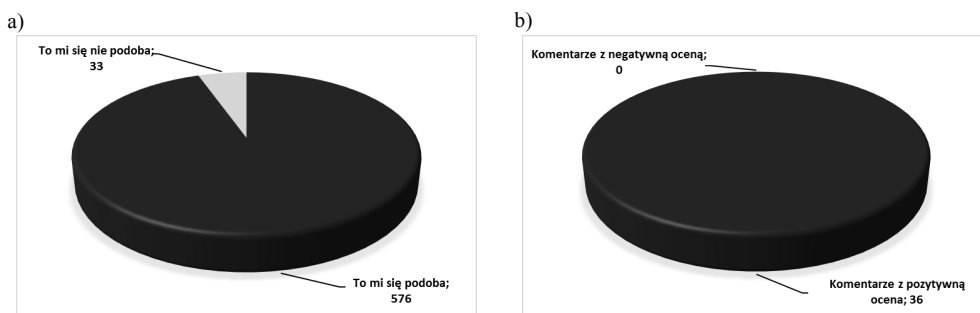 a)
To mi się nie podoba;
33
To mi się podoba;
576
b)
Komentarze z negatywną oceną;
0
Komentarze z pozytywną
ocena; 36